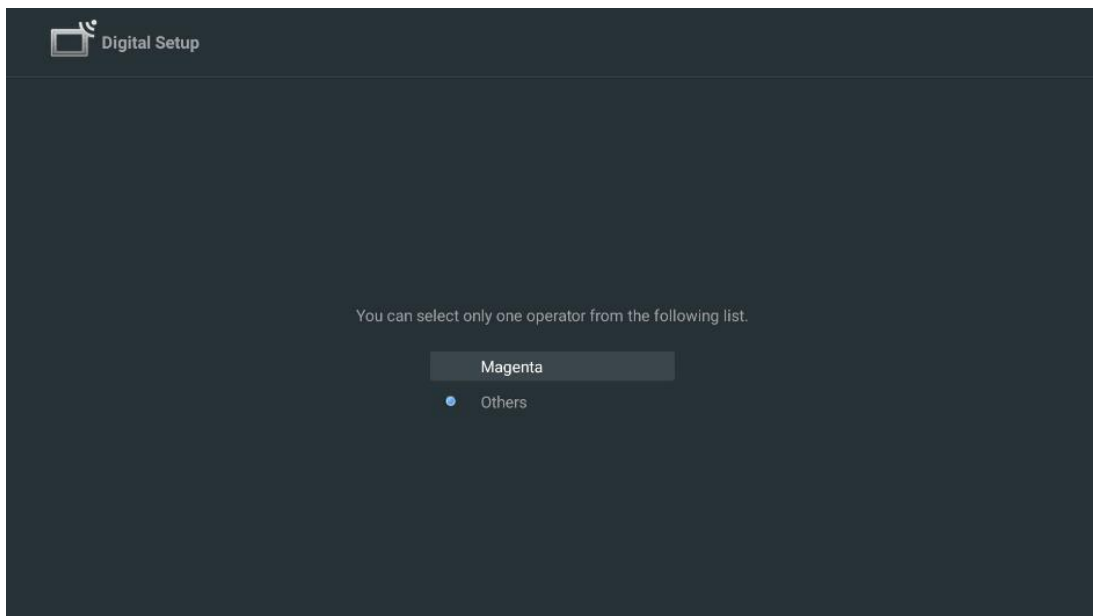 Digital Setup
You can select only one operator from the following list.
Magenta
Others